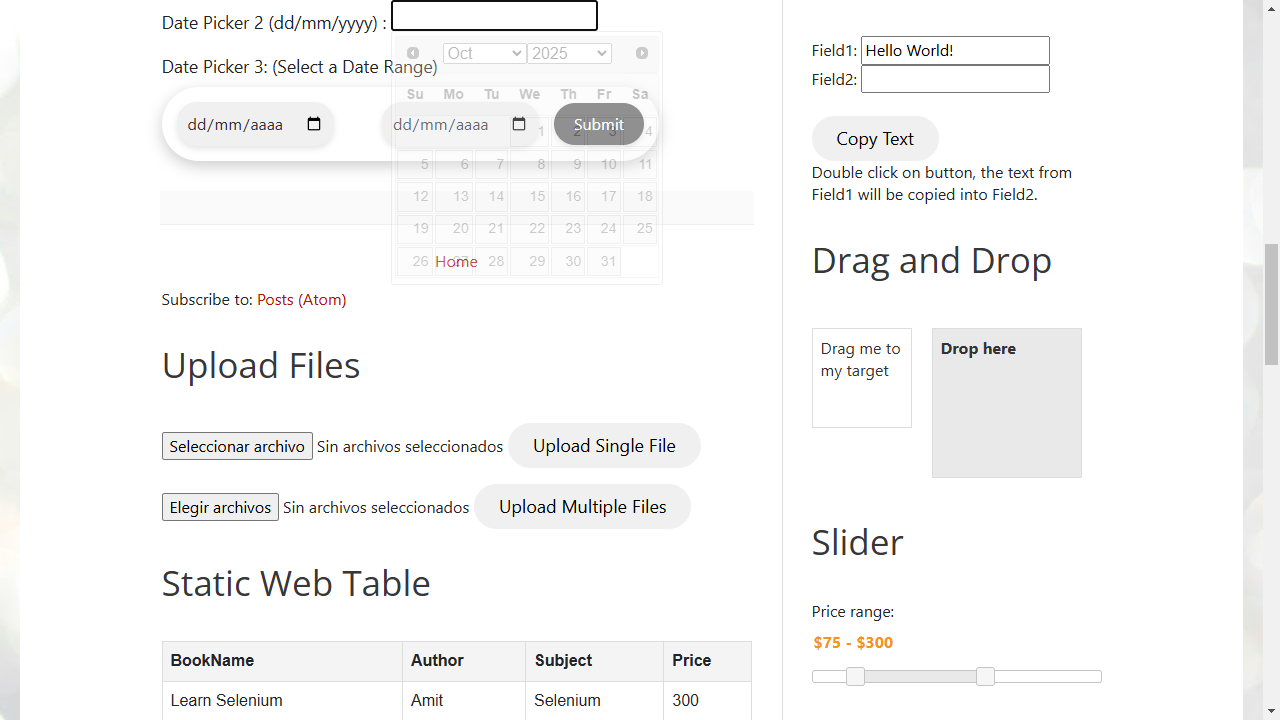 Date Picker 2 (dd/mm/yyyy) :
Oct 2025
Date Picker 3: (Select a Date Range)
Su Mo Tu We Th Fr Sa
dd/mm/aaaa dd/mm/aaaa Submit
1 2 3 4
5 6 7 8 9 10 11
12 13 14 15 16 17 18
19 20 21 22 23 24 25
26 27 28 29 30 31
Home
Subscribe to: Posts (Atom)
Upload Files
Seleccionar archivo Sin archivos seleccionados Upload Single File
Elegir archivos Sin archivos seleccionados Upload Multiple Files
Static Web Table
BookName Author Subject Price
Learn Selenium Amit Selenium 300
Field1: Hello World!
Field2:
Copy Text
Double click on button, the text from
Field1 will be copied into Field2.
Drag and Drop
Drag me to
my target
Drop here
Slider
Price range:
$75 - $300